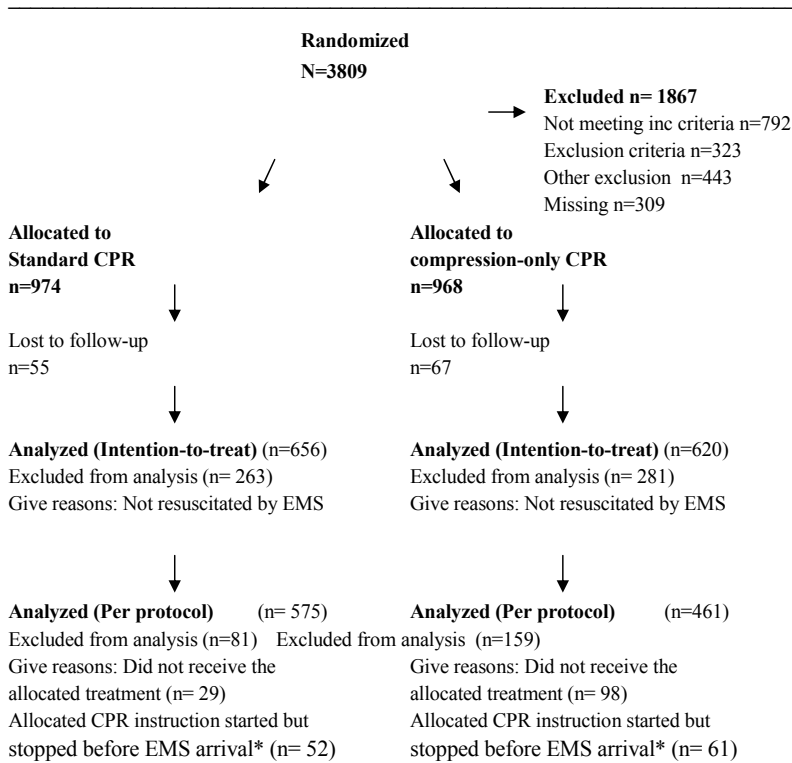 Randomized
N=3809
Excluded n= 1867
Not meeting inc criteria n=792
Exclusion criteria n=323
Other exclusion n=443
Missing n=309
Allocated to
Standard CPR
n=974
Allocated to
compression-only CPR
n=968
Lost to follow-up
n=55
Lost to follow-up
n=67
Analyzed (Intention-to-treat) (n=656)
Excluded from analysis (n= 263)
Give reasons: Not resuscitated by EMS
Analyzed (Intention-to-treat) (n=620)
Excluded from analysis (n= 281)
Give reasons: Not resuscitated by EMS
Analyzed (Per protocol) (n= 575)
Excluded from analysis (n=81)
Give reasons: Did not receive the
allocated treatment (n= 29)
Allocated CPR instruction started but
stopped before EMS arrival* (n= 52)
Analyzed (Per protocol) (n=461)
Excluded from analysis (n=159)
Give reasons: Did not receive the
allocated treatment (n= 98)
Allocated CPR instruction started but
stopped before EMS arrival* (n= 61)